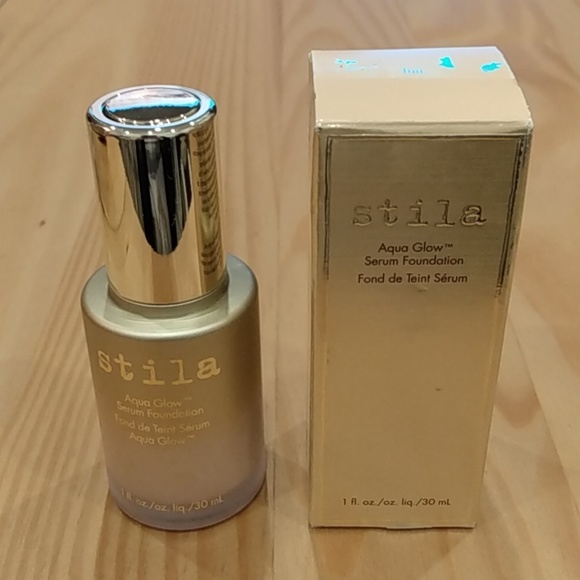 stila
Aqua Glow™
Serum Foundation
Fond de Teint Sérum
Aqua Glow™
1 fl. oz./oz. liq./30 mL
stila
Aqua Glow™
Serum Foundation
Fond de Teint Sérum
1 fl. oz./oz. liq./30 mL